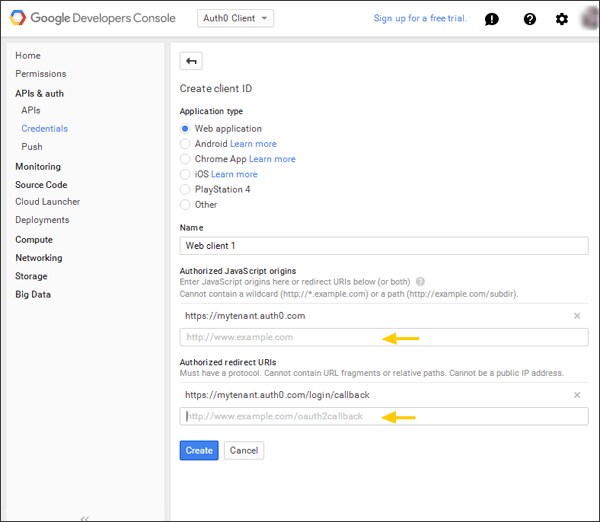 Google Developers Console
Auth0 Client
Sign up for a free trial.
Home
Permissions
APIs & auth
APIs
Credentials
Push
Monitoring
Source Code
Cloud Launcher
Deployments
Compute
Networking
Storage
Big Data
Create client ID
Application type
Web application
Android Learn more
Chrome App Learn more
iOS Learn more
PlayStation 4
Other
Name
Web client 1
Authorized JavaScript origins
Enter JavaScript origins here or redirect URIs below (or both)
Cannot contain a wildcard (http://*.example.com) or a path (http://example.com/subdir).
https://mytenant.auth0.com
http://www.example.com
Authorized redirect URIs
Must have a protocol. Cannot contain URL fragments or relative paths. Cannot be a public IP address.
https://mytenant.auth0.com/login/callback
http://www.example.com/oauth2callback
Create Cancel